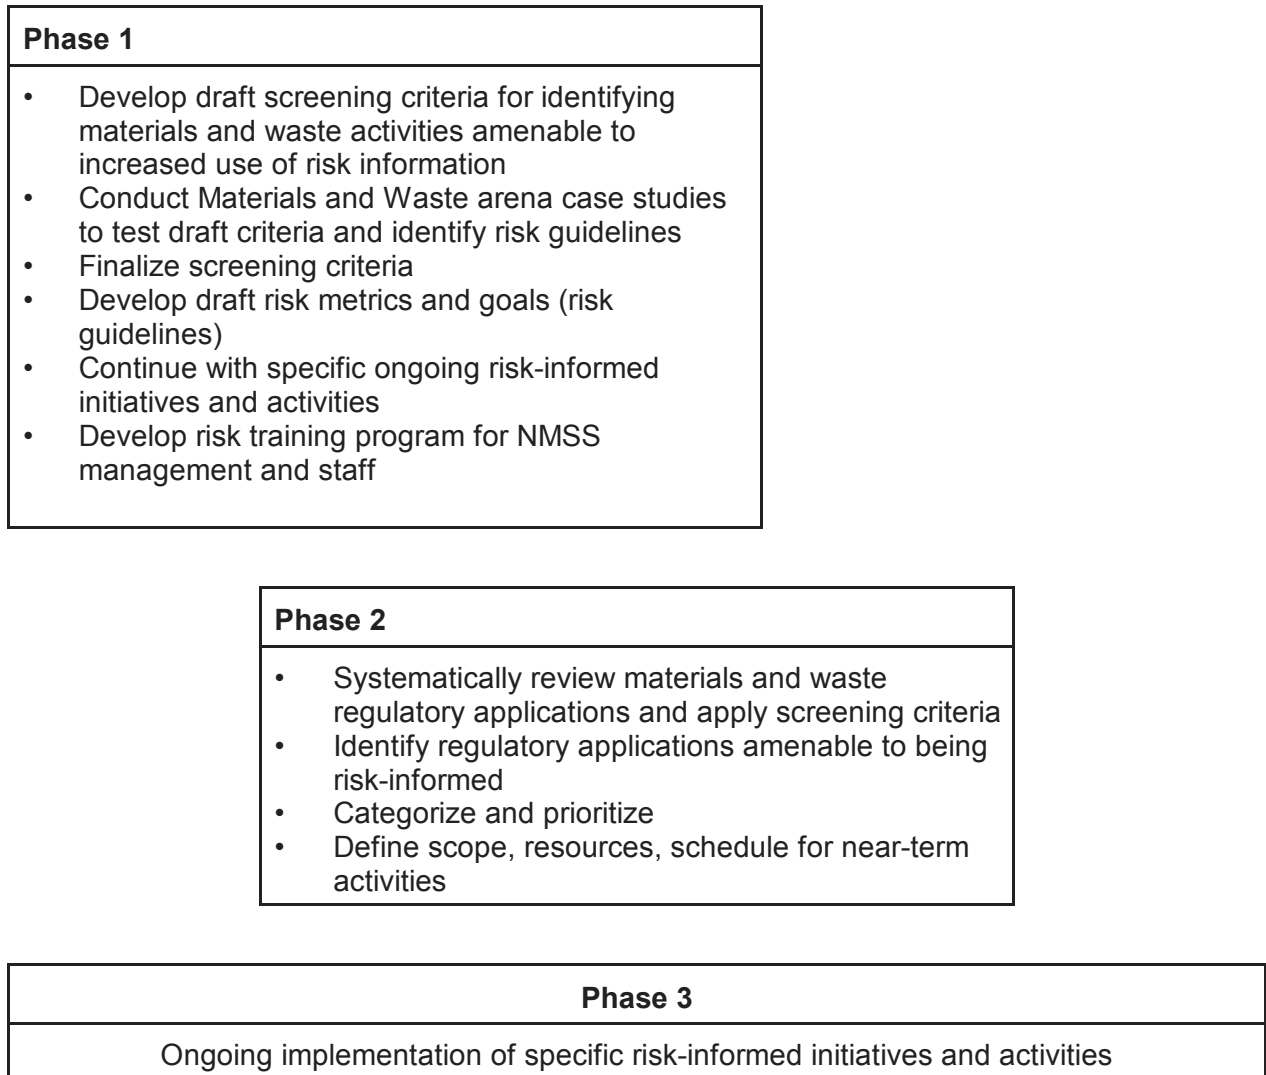 Phase 1
• Develop draft screening criteria for identifying
materials and waste activities amenable to
increased use of risk information
• Conduct Materials and Waste arena case studies
to test draft criteria and identify risk guidelines
• Finalize screening criteria
• Develop draft risk metrics and goals (risk
guidelines)
• Continue with specific ongoing risk-informed
initiatives and activities
• Develop risk training program for NMSS
management and staff
Phase 2
• Systematically review materials and waste
regulatory applications and apply screening criteria
• Identify regulatory applications amenable to being
risk-informed
• Categorize and prioritize
• Define scope, resources, schedule for near-term
activities
Phase 3
Ongoing implementation of specific risk-informed initiatives and activities